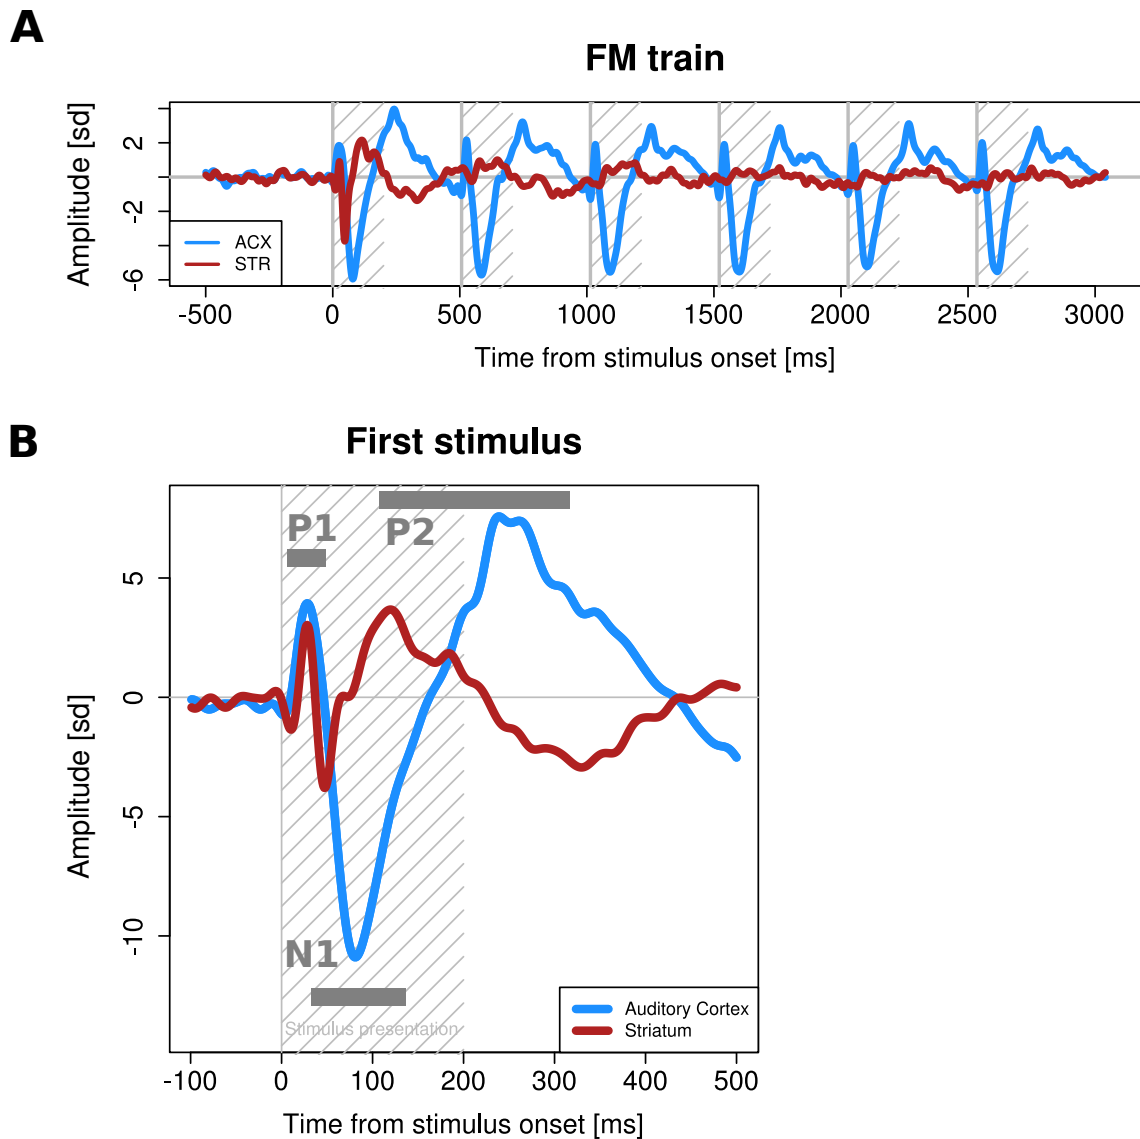 A
FM train
Amplitude [sd]
2
-2
-6
ACX
STR
-500 0 500 1000 1500 2000 2500 3000
Time from stimulus onset [ms]
B
First stimulus
Amplitude [sd]
5
0
-5
-10
P1
P2
N1
Stimulus presentation
Auditory Cortex
Striatum
-100 0 100 200 300 400 500
Time from stimulus onset [ms]